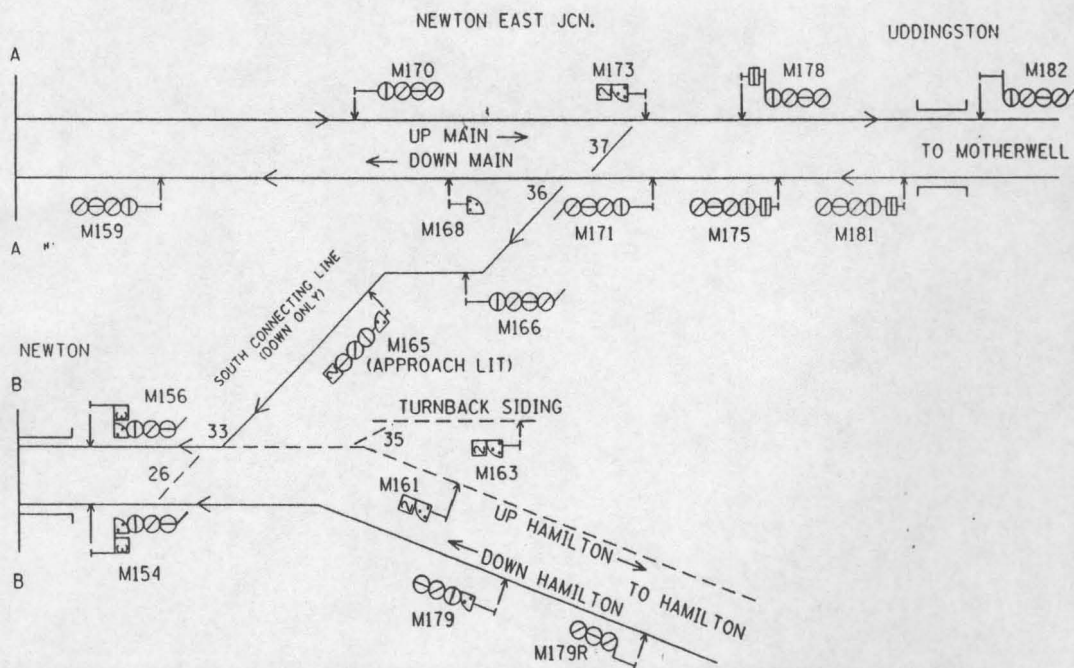 NEWTON EAST JCN.
UDDINGSTON
A
M170
M173
M178
M182
UP MAIN
DOWN MAIN
37
TO MOTHERWELL
36
M159
M168
M171
M175
M181
A
SOUTH CONNECTING LINE
(DOWN ONLY)
M166
M165
(APPROACH LIT)
NEWTON
B
M156
TURNBACK SIDING
33
35
M163
26
M161
UP HAMILTON
DOWN HAMILTON
TO HAMILTON
M154
B
M179
M179R